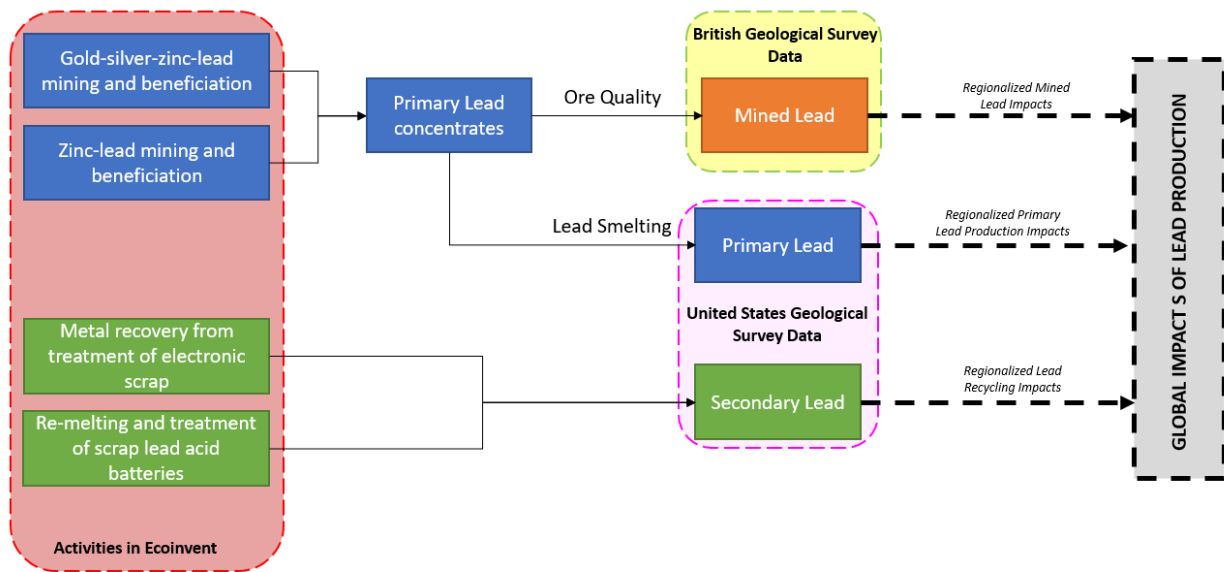 Gold-silver-zinc-lead
mining and beneficiation
Zinc-lead mining and
beneficiation
Metal recovery from
treatment of electronic
scrap
Re-melting and treatment
of scrap lead acid
batteries
Activities in Ecoinvent
Primary Lead
concentrates
Ore Quality
Lead Smelting
British Geological Survey
Data
Mined Lead
Primary Lead
United States Geological
Survey Data
Secondary Lead
Regionalized Mined
Lead Impacts
Regionalized Primary
Lead Production Impacts
Regionalized Lead
Recycling Impacts
GLOBAL IMPACT S OF LEAD PRODUCTION